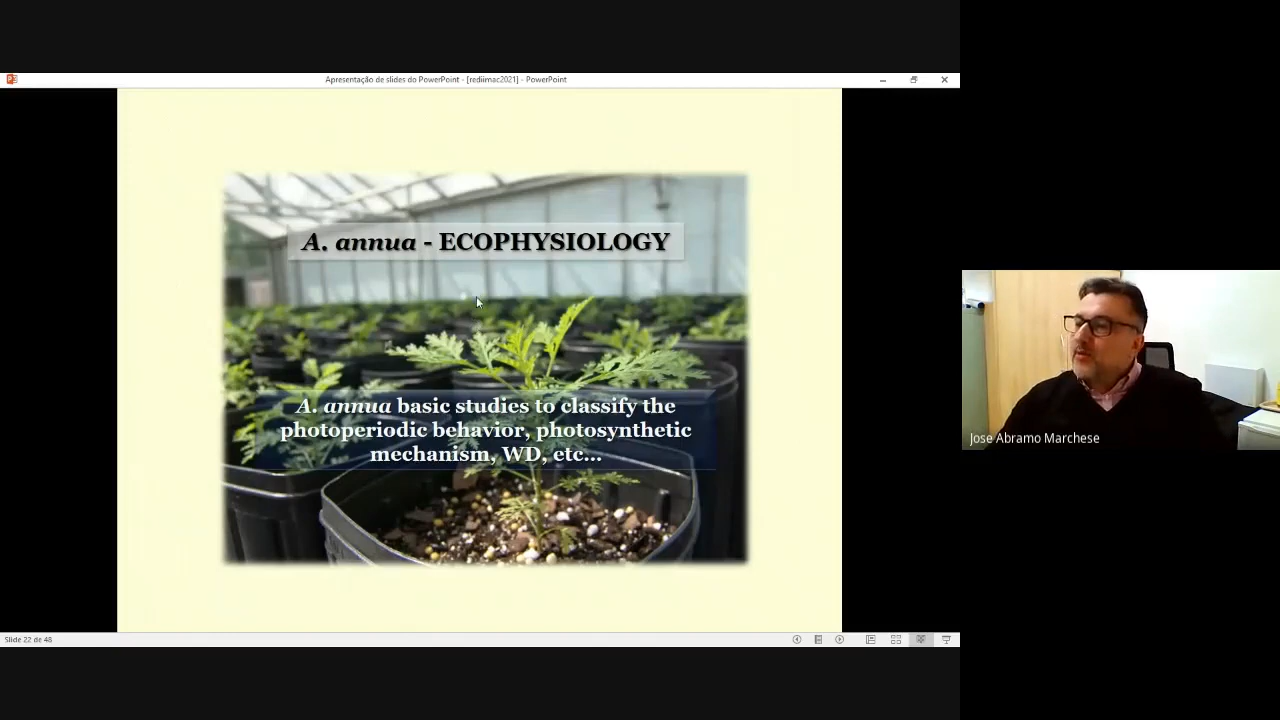 Apresentação de slides do PowerPoint - [rediimac2021] - PowerPoint
A. annua - ECOPHYSIOLOGY
A. annua basic studies to classify the
photoperiodic behavior, photosynthetic
mechanism, WD, etc...
Jose Abramo Marchese
Slide 22 de 48